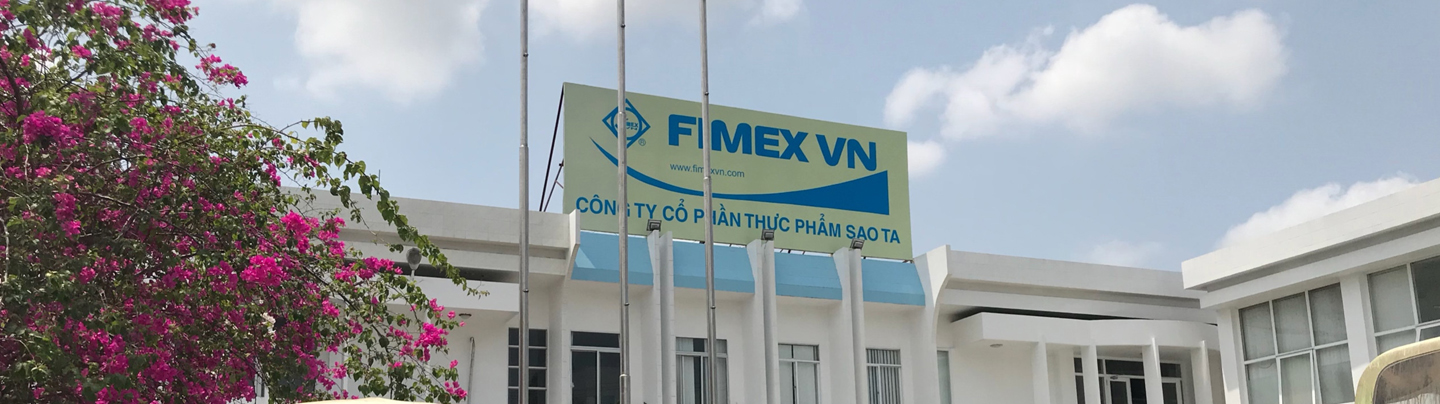 FIMEX VN
www.fimexvn.com
CÔNG TY CỔ PHẦN THỰC PHẨM SAO TA